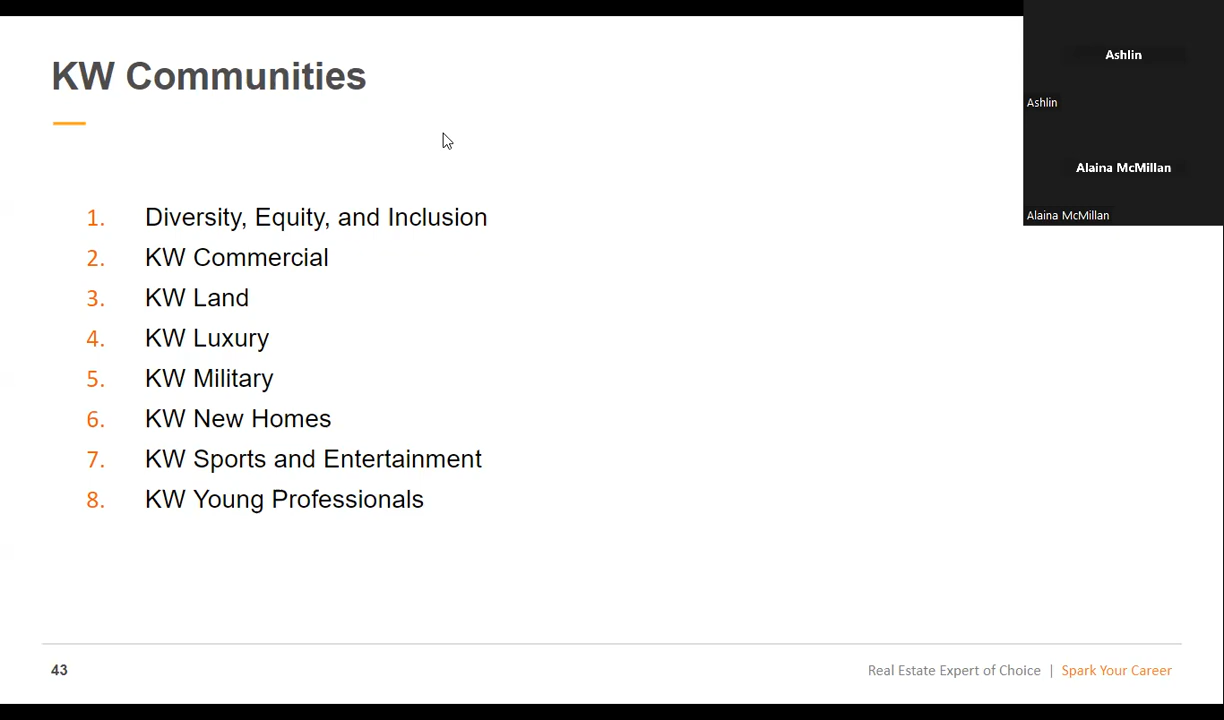 KW Communities
1. Diversity, Equity, and Inclusion
2. KW Commercial
3. KW Land
4. KW Luxury
5. KW Military
6. KW New Homes
7. KW Sports and Entertainment
8. KW Young Professionals
43
Real Estate Expert of Choice | Spark Your Career
Ashlin
Ashlin
Alaina McMillan
Alaina McMillan